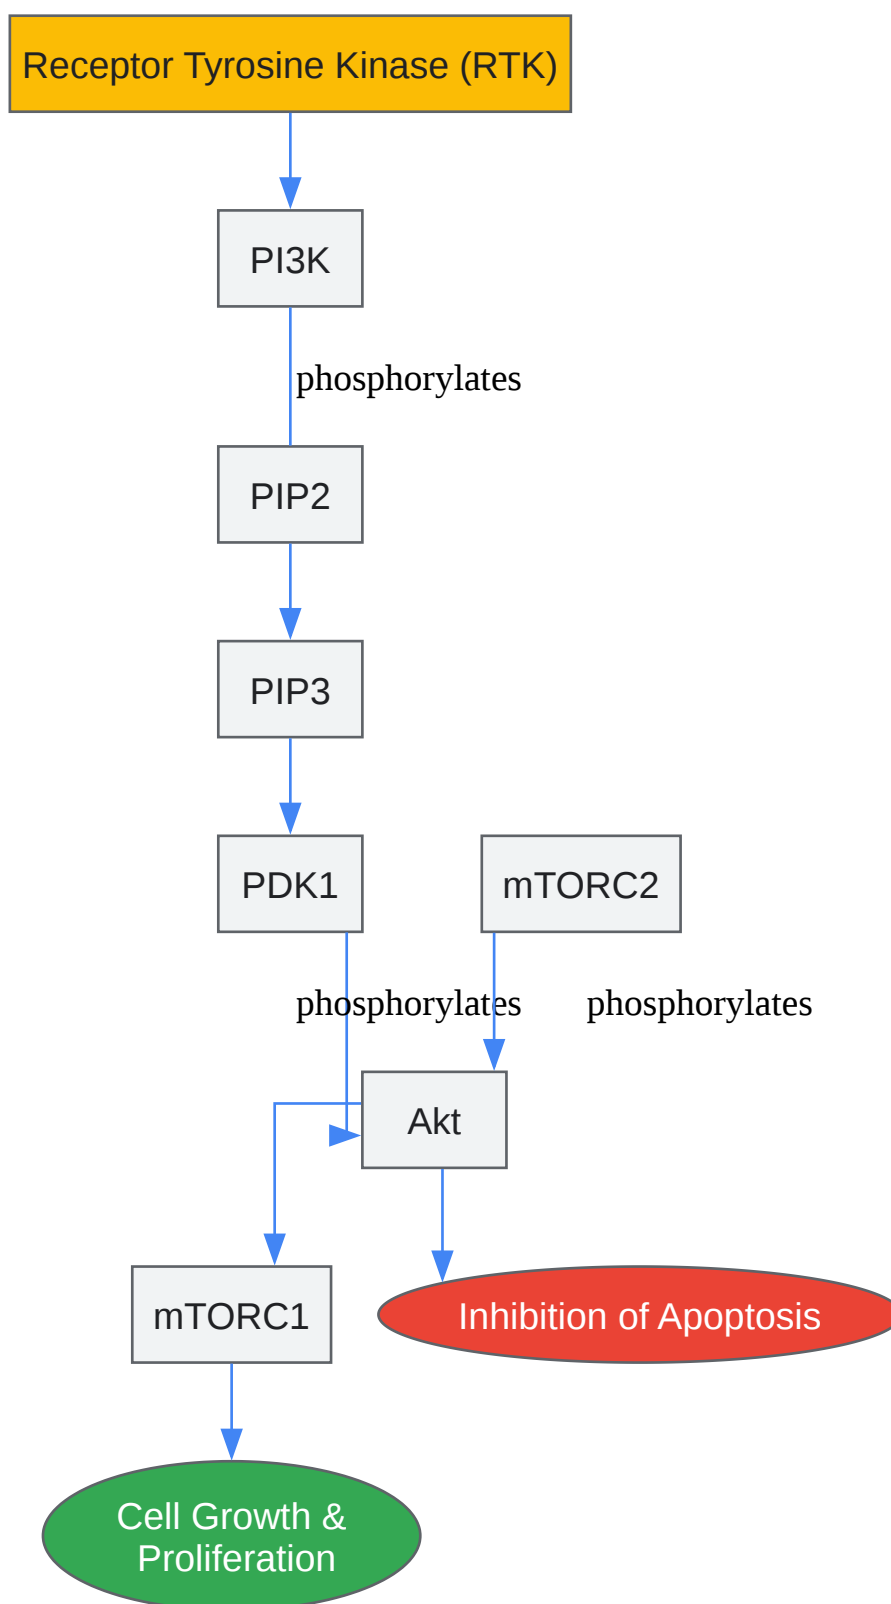 Receptor Tyrosine Kinase (RTK)
PI3K
phosphorylates
PIP2
PIP3
PDK1
mTORC2
phosphorylates
phosphorylates
Akt
mTORC1
Inhibition of Apoptosis
Cell Growth &
Proliferation